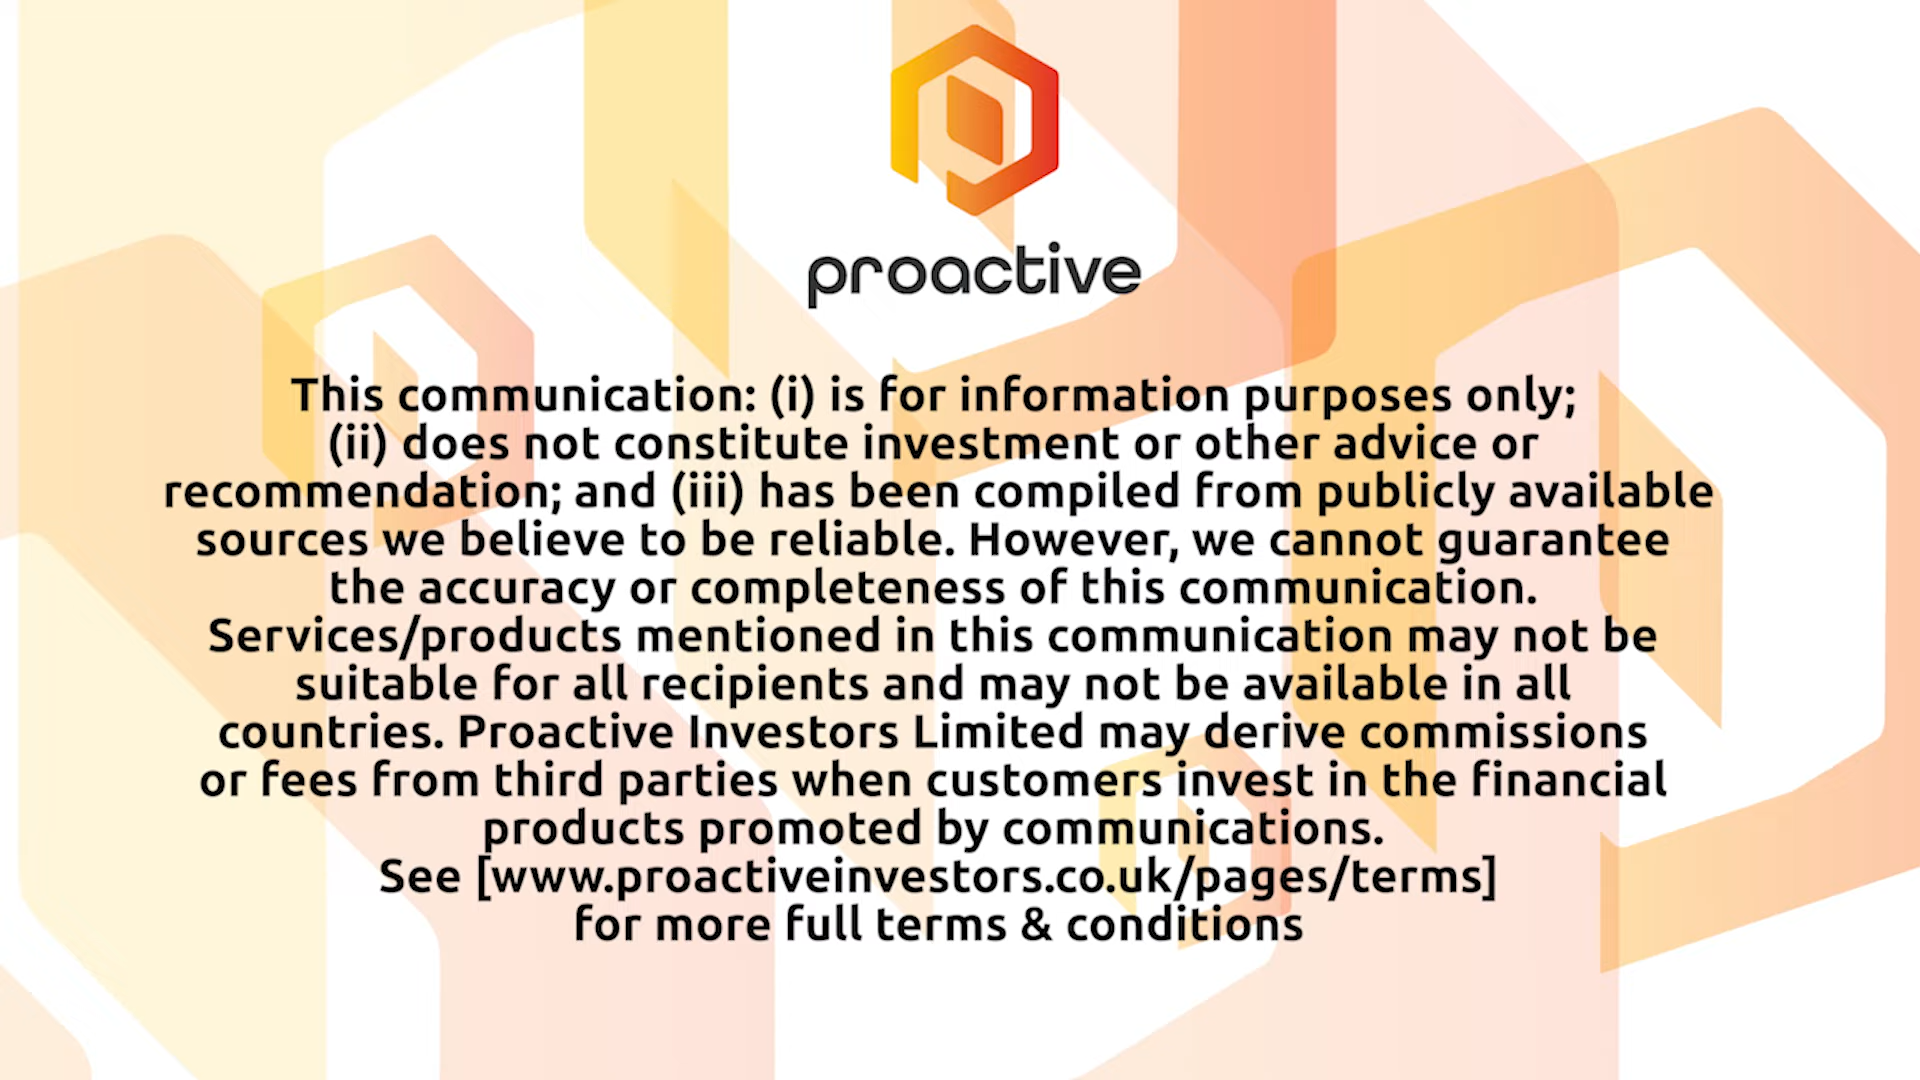 proactive
This communication: (i) is for information purposes only;
(ii) does not constitute investment or other advice or
recommendation; and (iii) has been compiled from publicly available
sources we believe to be reliable. However, we cannot guarantee
the accuracy or completeness of this communication.
Services/products mentioned in this communication may not be
suitable for all recipients and may not be available in all
countries. Proactive Investors Limited may derive commissions
or fees from third parties when customers invest in the financial
products promoted by communications.
See [www.proactiveinvestors.co.uk/pages/terms]
for more full terms & conditions